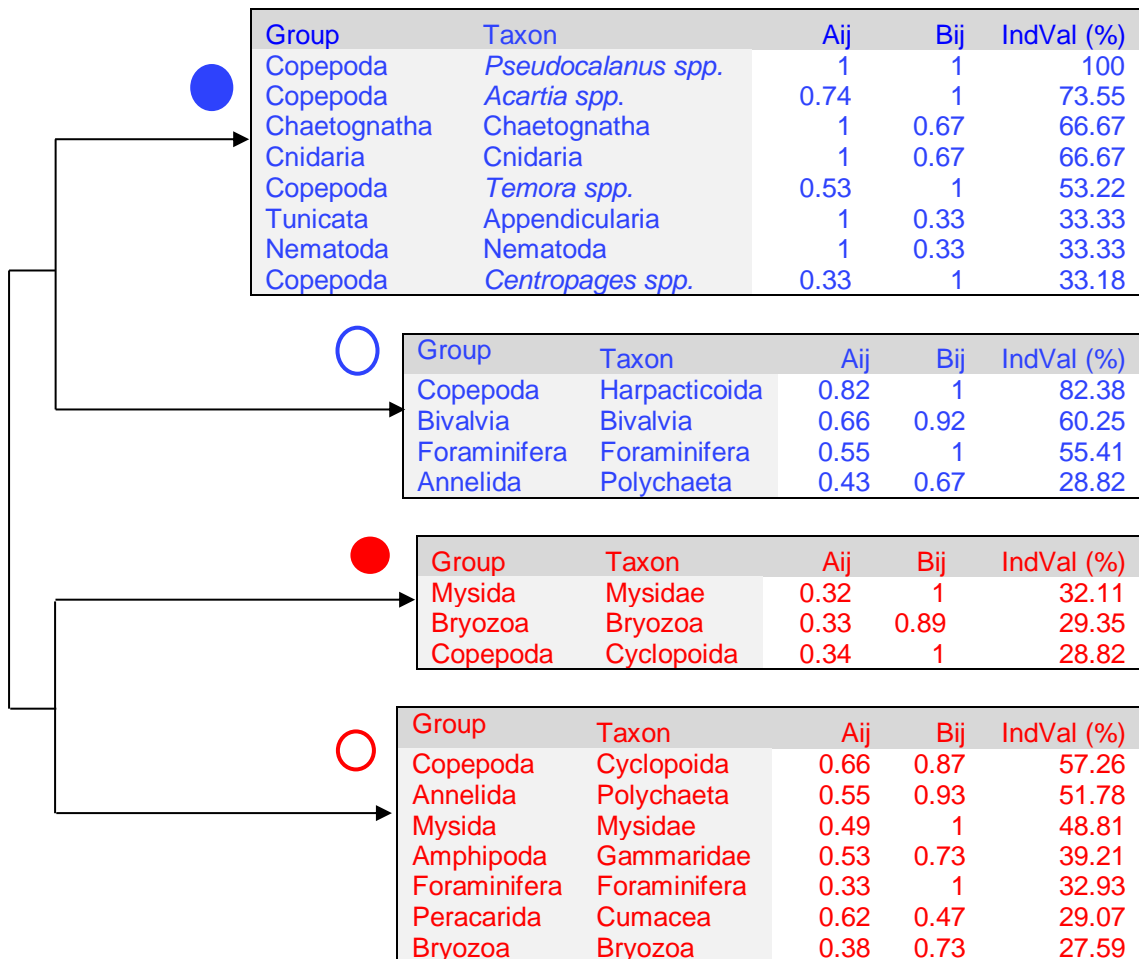 Group Taxon Aij Bij IndVal (%)
Copepoda Pseudocalanus spp. 1 1 100
Copepoda Acartia spp. 0.74 1 73.55
Chaetognatha Chaetognatha 1 0.67 66.67
Cnidaria Cnidaria 1 0.67 66.67
Copepoda Temora spp. 0.53 1 53.22
Tunicata Appendicularia 1 0.33 33.33
Nematoda Nematoda 1 0.33 33.33
Copepoda Centropages spp. 0.33 1 33.18
Group Taxon Aij Bij IndVal (%)
Copepoda Harpacticoida 0.82 1 82.38
Bivalvia Bivalvia 0.66 0.92 60.25
Foraminifera Foraminifera 0.55 1 55.41
Annelida Polychaeta 0.43 0.67 28.82
Group Taxon Aij Bij IndVal (%)
Mysida Mysidae 0.32 1 32.11
Bryozoa Bryozoa 0.33 0.89 29.35
Copepoda Cyclopoida 0.34 1 28.82
Group Taxon Aij Bij IndVal (%)
Copepoda Cyclopoida 0.66 0.87 57.26
Annelida Polychaeta 0.55 0.93 51.78
Mysida Mysidae 0.49 1 48.81
Amphipoda Gammaridae 0.53 0.73 39.21
Foraminifera Foraminifera 0.33 1 32.93
Peracarida Cumacea 0.62 0.47 29.07
Bryozoa Bryozoa 0.38 0.73 27.59